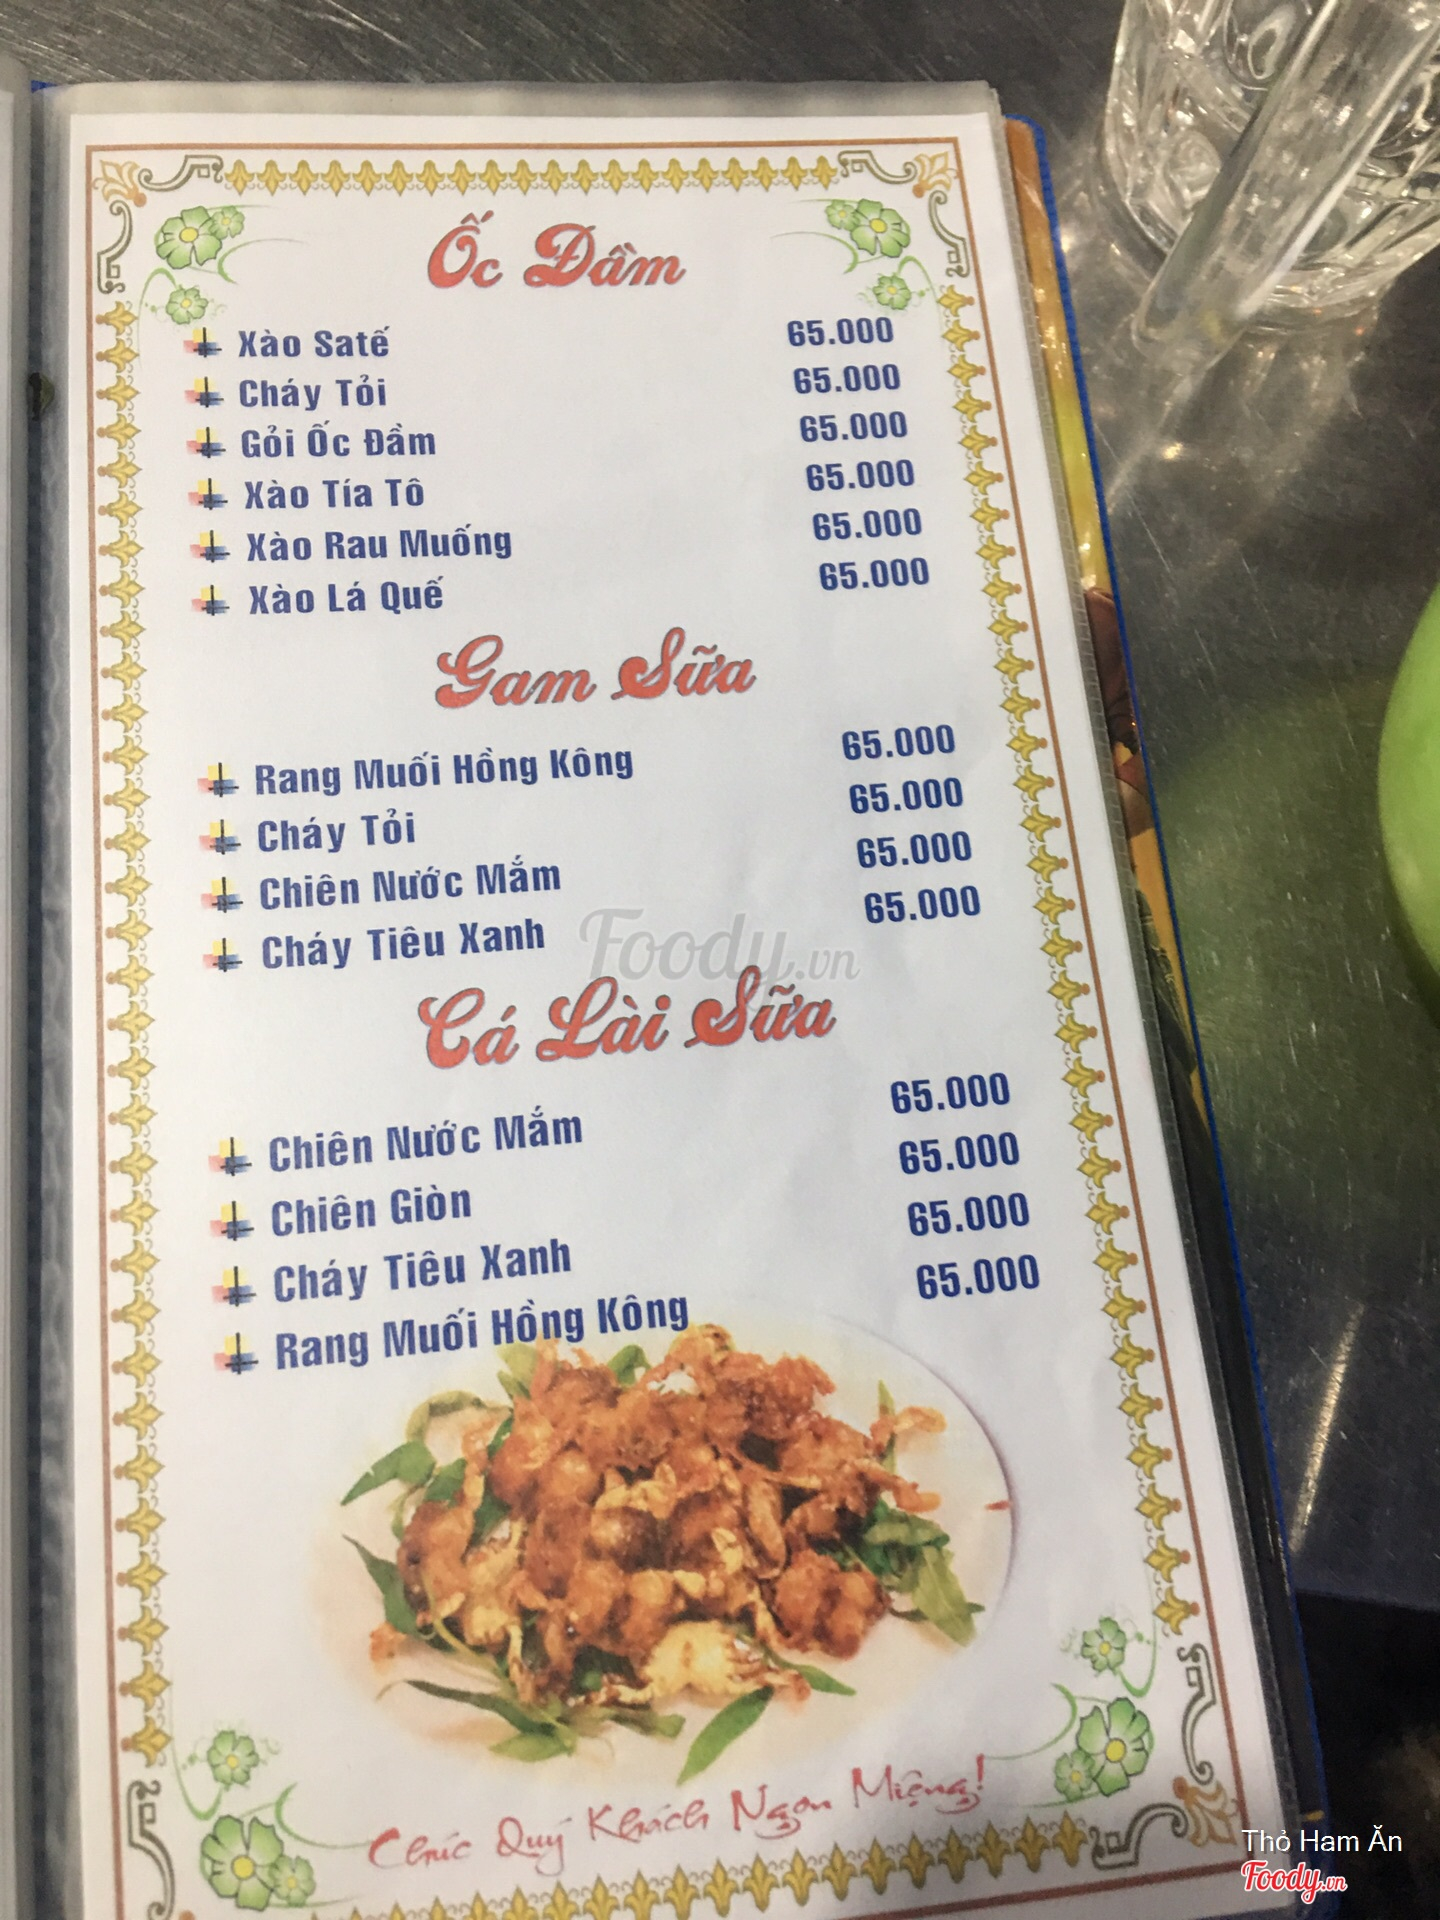 Ốc Đầm
Xào Satế 65.000
Cháy Tỏi 65.000
Gỏi Ốc Đầm 65.000
Xào Tía Tô 65.000
Xào Rau Muống 65.000
Xào Lá Quế 65.000
Gam Sữa
Rang Muối Hồng Kông 65.000
Cháy Tỏi 65.000
Chiên Nước Mắm 65.000
Cháy Tiêu Xanh 65.000
Foody.vn
Cá Lài Sữa
Chiên Nước Mắm 65.000
Chiên Giòn 65.000
Cháy Tiêu Xanh 65.000
Rang Muối Hồng Kông 65.000
Chúc Quý Khách Ngon Miệng!
Thỏ Ham Ăn
Foody.vn